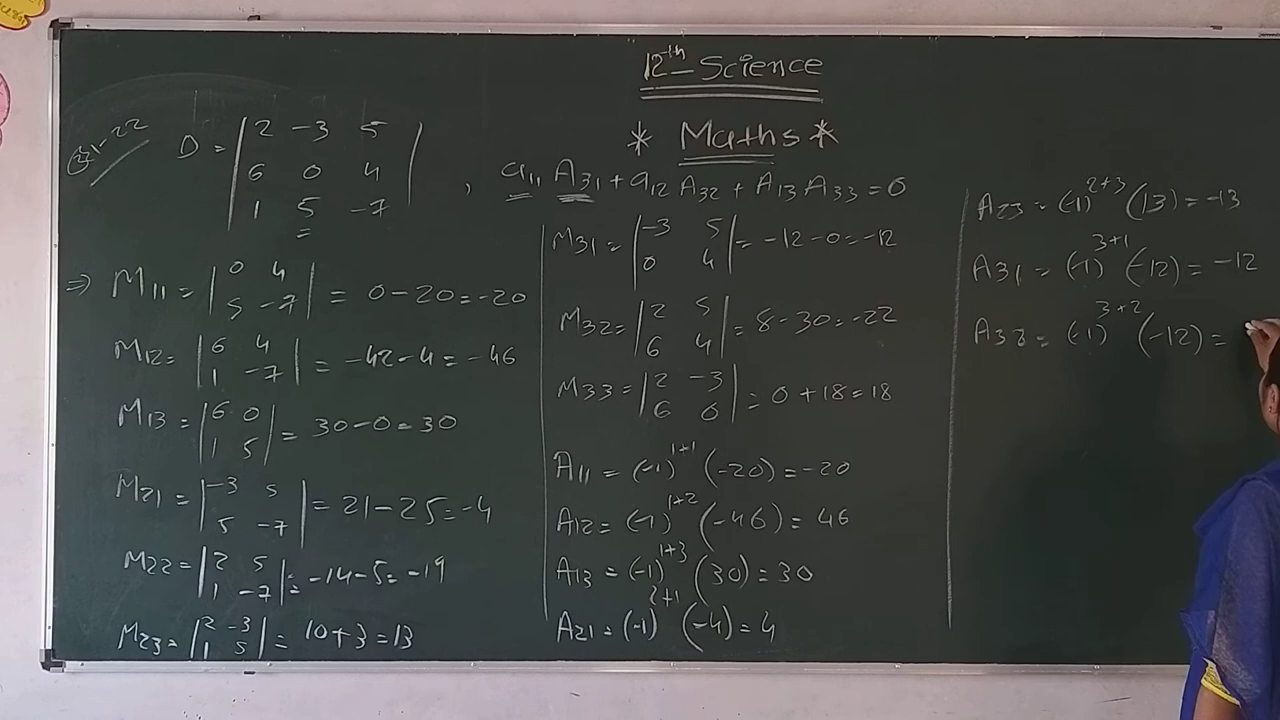 12th - Science
* Maths *
D = | 2 -3 5 |
| 6 0 4 |
| 1 5 -7 |
, a11 A31 + a12 A32 + A13 A33 = 0
⇒ M11 = | 0 4 | = 0 - 20 = -20
| 5 -7 |
M12 = | 6 4 | = -42 - 4 = -46
| 1 -7 |
M13 = | 6 0 | = 30 - 0 = 30
| 1 5 |
M21 = | -3 5 | = 21 - 25 = -4
| 5 -7 |
M22 = | 2 5 | = -14 - 5 = -19
| 1 -7 |
M23 = | 2 -3 | = 10 + 3 = 13
| 1 5 |
M31 = | -3 5 | = -12 - 0 = -12
| 0 4 |
M32 = | 2 5 | = 8 - 30 = -22
| 6 4 |
M33 = | 2 -3 | = 0 + 18 = 18
| 6 0 |
A11 = (-1)^1+1 (-20) = -20
A12 = (-1)^1+2 (-46) = 46
A13 = (-1)^1+3 (30) = 30
A21 = (-1)^2+1 (-4) = 4
A23 = (-1)^2+3 (13) = -13
A31 = (-1)^3+1 (-12) = -12
(-1)^3+2 (-12) =